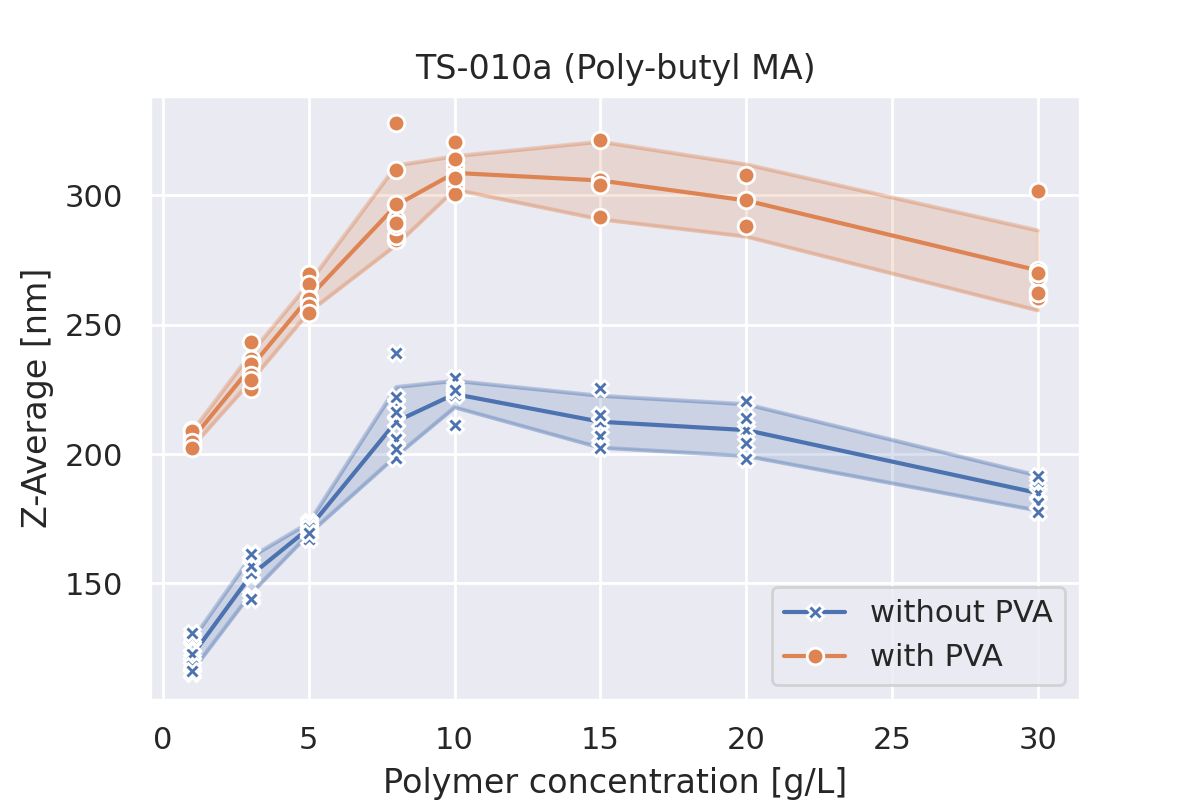 TS-010a (Poly-butyl MA)
Z-Average [nm]
300
250
200
150
without PVA
with PVA
0 5 10 15 20 25 30
Polymer concentration [g/L]